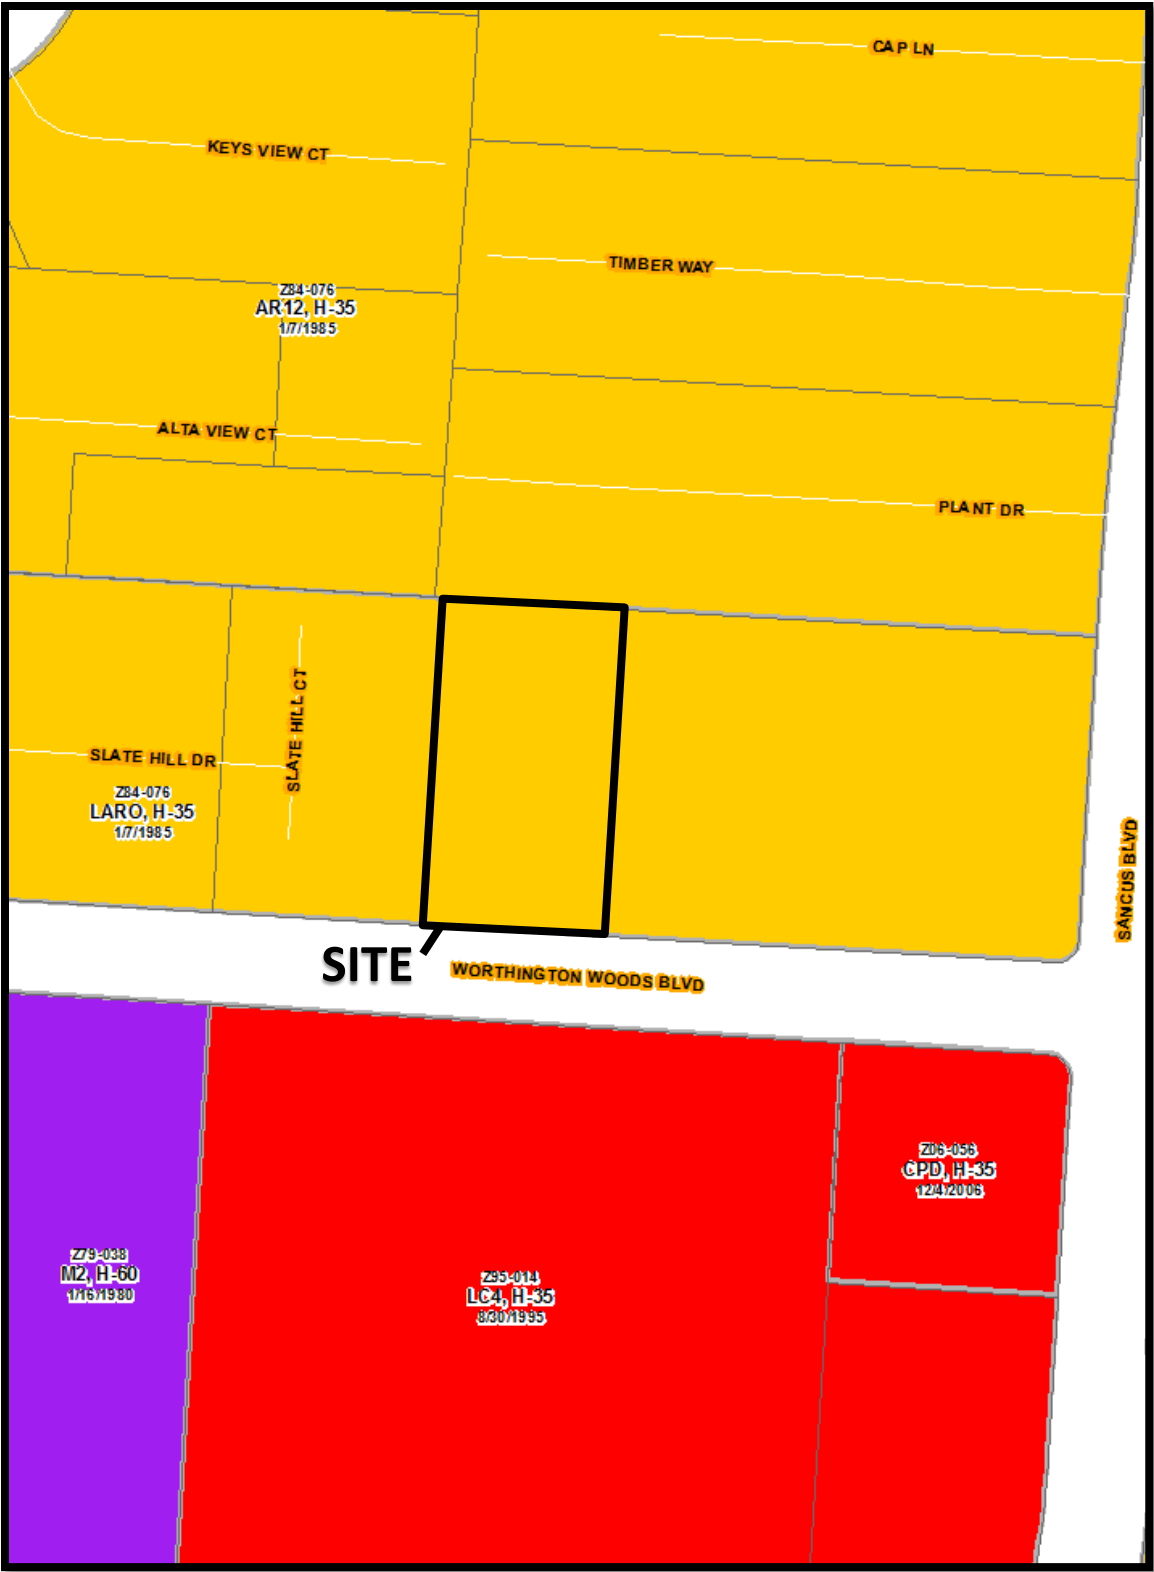 CAP LN
KEYS VIEW CT
TIMBER WAY
Z84-076
AR12, H-35
1/7/1985
ALTA VIEW CT
PLANT DR
SLATE HILL CT
SLATE HILL DR
Z84-076
LARO, H-35
1/7/1985
SANCUS BLVD
SITE
WORTHINGTON WOODS BLVD
Z06-056
CPD, H-35
12/4/2006
Z79-038
M2, H-60
1/16/1980
Z95-014
LC4, H-35
8/30/1995